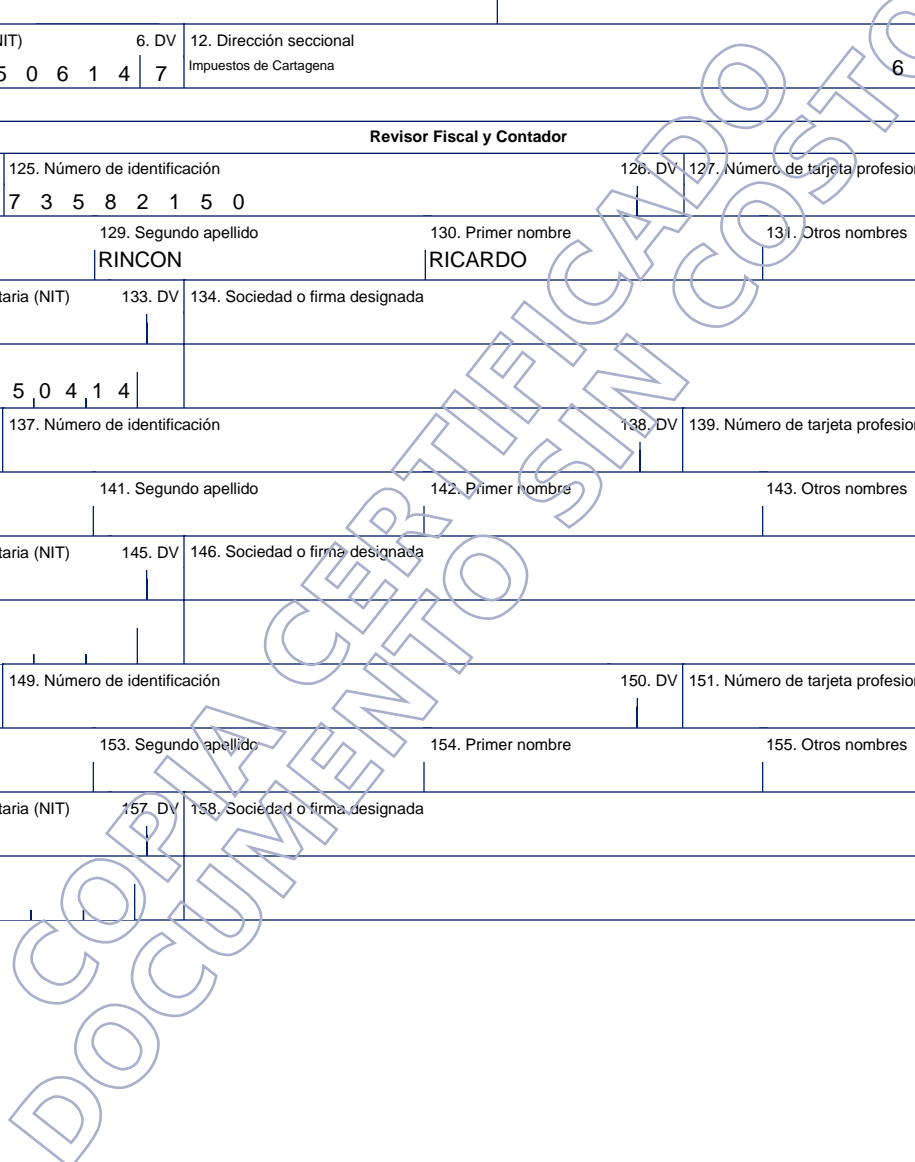 NIT) 6. DV 12. Dirección seccional
5 0 6 1 4 7 Impuestos de Cartagena 6
Revisor Fiscal y Contador
125. Número de identificación 126. DV 127. Número de tarjeta profesion
7 3 5 8 2 1 5 0
129. Segundo apellido 130. Primer nombre 131. Otros nombres
RINCON RICARDO
taria (NIT) 133. DV 134. Sociedad o firma designada
5 0 4 1 4
137. Número de identificación 138. DV 139. Número de tarjeta profesion
141. Segundo apellido 142. Primer nombre 143. Otros nombres
taria (NIT) 145. DV 146. Sociedad o firma designada
149. Número de identificación 150. DV 151. Número de tarjeta profesion
153. Segundo apellido 154. Primer nombre 155. Otros nombres
taria (NIT) 157. DV 158. Sociedad o firma designada
COPIA CERTIFICADO
DOCUMENTO SIN COSTO